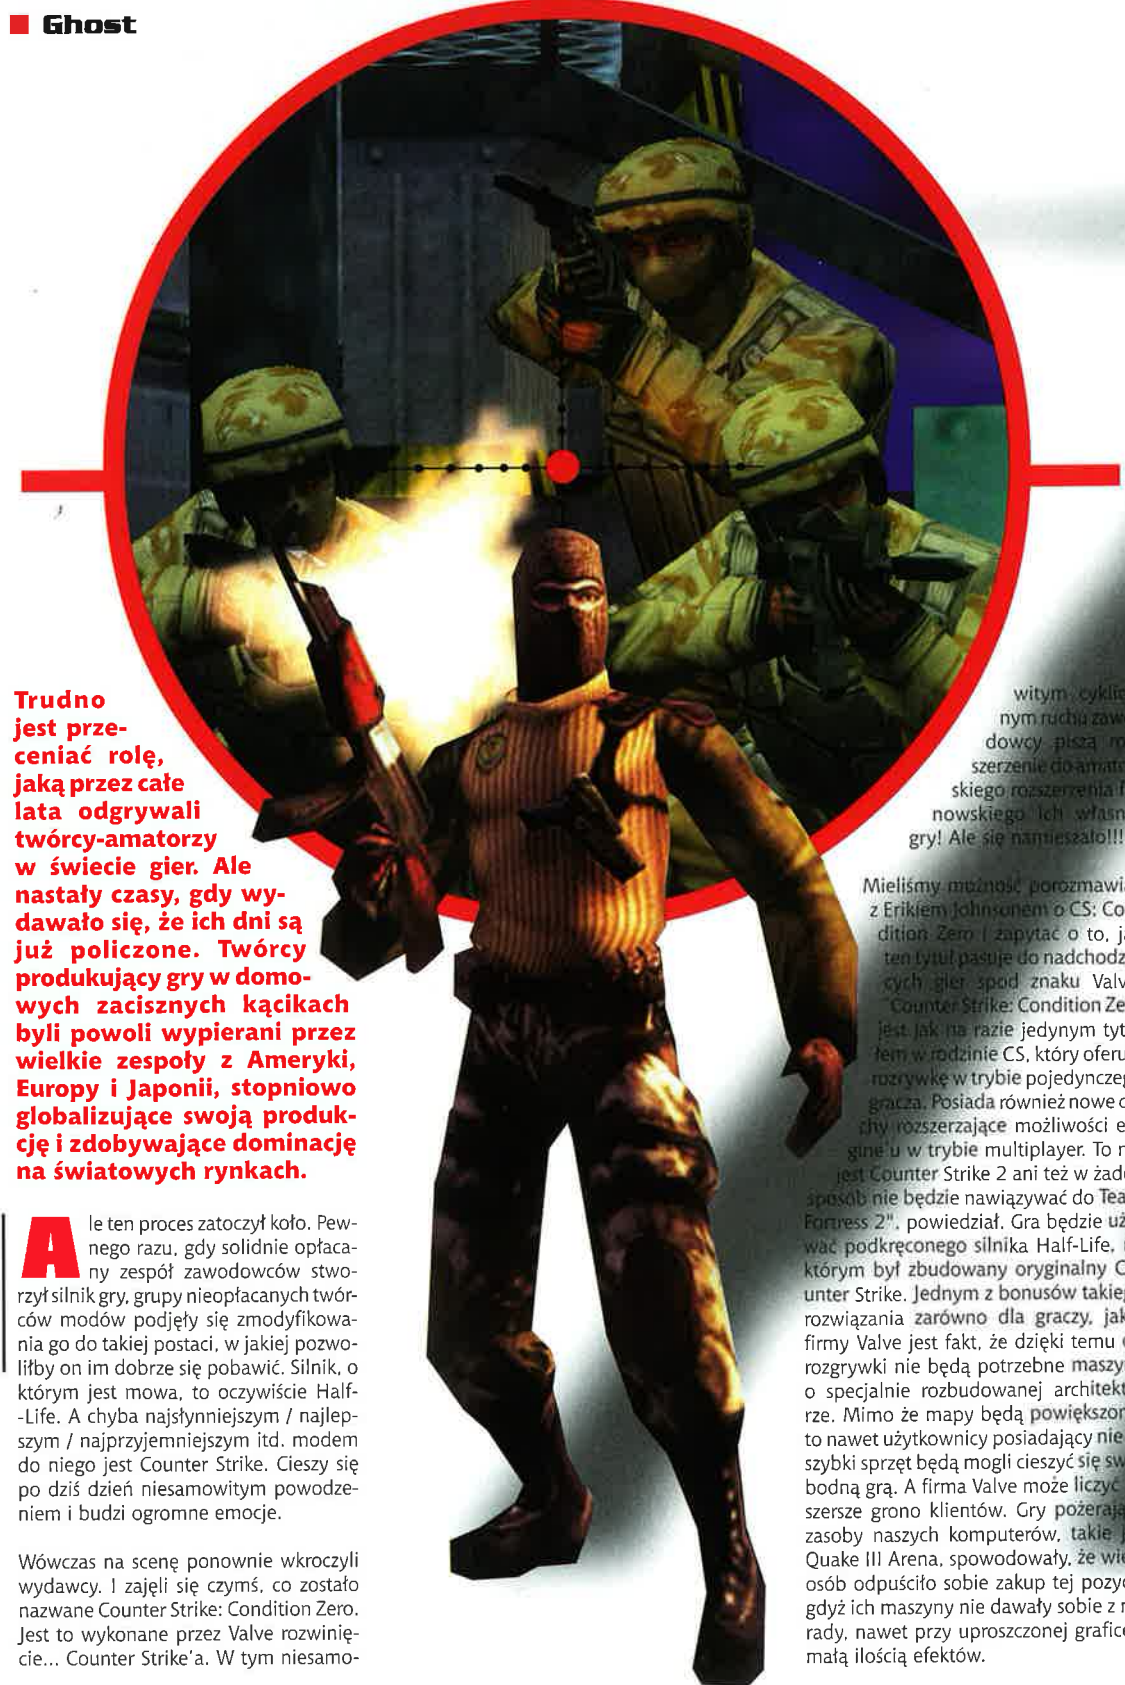 Ghost
Trudno
jest prze-
ceniać rolę,
jaką przez całe
lata odgrywali
twórcy-amatorzy
w świecie gier. Ale
nastały czasy, gdy wy-
dawało się, że ich dni są
już policzone. Twórcy
produkujący gry w domo-
wych zacisznych kącikach
byli powoli wypierani przez
wielkie zespoły z Ameryki,
Europy i Japonii, stopniowo
globalizujące swoją produk-
cję i zdobywające dominację
na światowych rynkach.
Ale ten proces zatoczył koło. Pew-
nego razu, gdy solidnie opłaca-
ny zespół zawodowców stwo-
rzył silnik gry, grupy nieopłacanych twór-
ców modów podjęły się zmodyfikowa-
nia go do takiej postaci, w jakiej pozwo-
liłby on im dobrze się pobawić. Silnik, o
którym jest mowa, to oczywiście Half-
-Life. A chyba najsłynniejszym / najlep-
szym / najprzyjemniejszym itd. modem
do niego jest Counter Strike. Cieszy się
po dziś dzień niesamowitym powodze-
niem i budzi ogromne emocje.
Wówczas na scenę ponownie wkroczyli
wydawcy. I zajęli się czymś, co zostało
nazwane Counter Strike: Condition Zero.
Jest to wykonane przez Valve rozwinię-
cie... Counter Strike'a. W tym niesamo-
witym
nym ruchu
dowcy piszą
szerzenie do
skiego rozszerzenia
nowskiego ich
gry! Ale się namieszało!!!
Mieliśmy możność
z Erikiem Johnsonem o CS: Co
dition Zero i zapytać o to,
ten tytuł pasuje do nadchodz
cych gier spod znaku Valv
"Counter Strike: Condition Ze
jest jak na razie jedynym tyt
łem w rodzinie CS, który oferu
rozrywkę w trybie pojedynczeg
gracza. Posiada również nowe
chy rozszerzające możliwości
gine'u w trybie multiplayer. To
jest Counter Strike 2 ani też w żad
sposób nie będzie nawiązywać do Tea
Fortress 2", powiedział. Gra będzie
wać podkręconego silnika Half-Life,
którym był zbudowany oryginalny
unter Strike. Jednym z bonusów takie
rozwiązania zarówno dla graczy, jak
firmy Valve jest fakt, że dzięki temu
rozgrywki nie będą potrzebne maszy
o specjalnie rozbudowanej architekt
rze. Mimo że mapy będą powiększon
to nawet użytkownicy posiadający nie
szybki sprzęt będą mogli cieszyć się sw
bodną grą. A firma Valve może liczyć
szersze grono klientów. Gry pożerają
zasoby naszych komputerów, takie
Quake III Arena, spowodowały, że wie
osób odpuściło sobie zakup tej pozyc
gdyż ich maszyny nie dawały sobie z
rady, nawet przy uproszczonej grafice
małą ilością efektów.